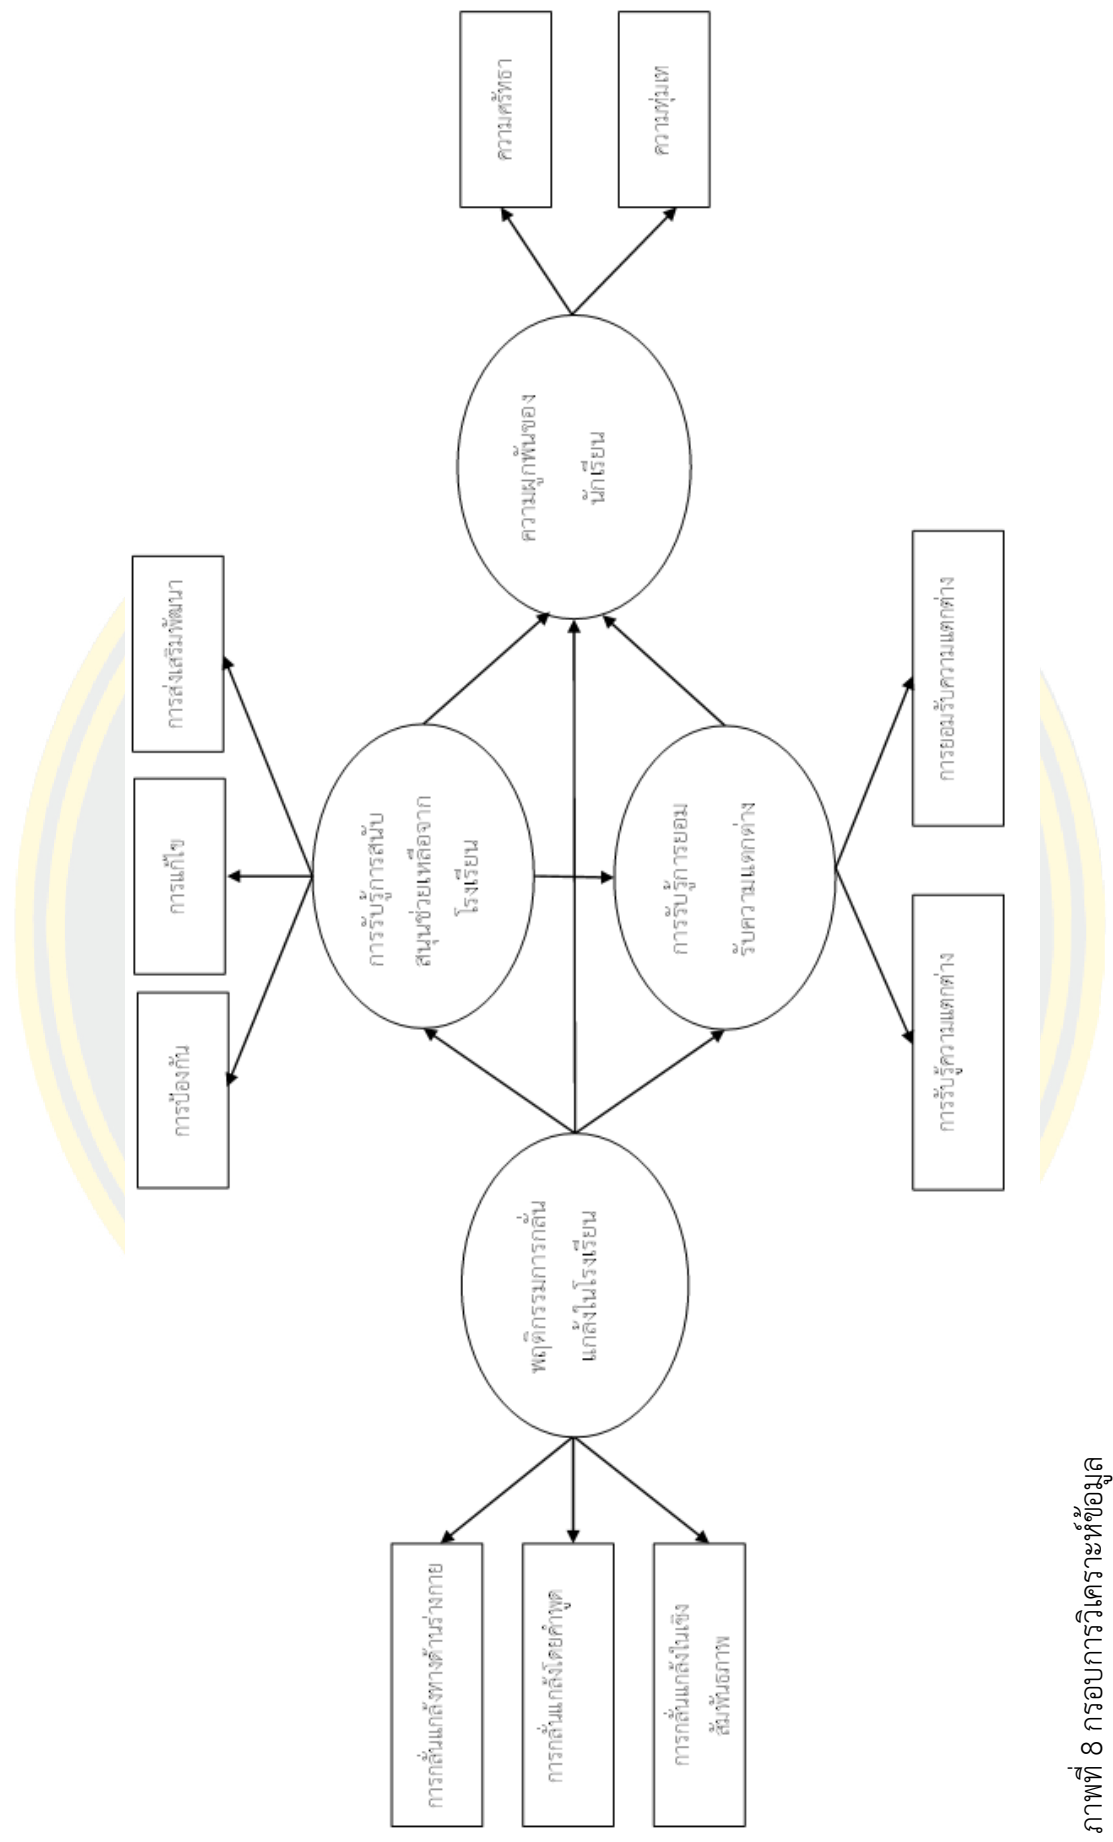 การป้องกัน
การแก้ไข
การส่งเสริมพัฒนา
การกลั่นแกล้งทางด้านร่างกาย
การกลั่นแกล้งโดยคำพูด
การกลั่นแกล้งในเชิง
สัมพันธภาพ
พฤติกรรมการกลั่น
แกล้งในโรงเรียน
การรับรู้การสนับ
สนุนช่วยเหลือจาก
โรงเรียน
การรับรู้การยอม
รับความแตกต่าง
ความผูกพันของ
นักเรียน
ความศรัทธา
ความทุ่มเท
การรับรู้ความแตกต่าง
การยอมรับความแตกต่าง
ภาพที่ 8 กรอบการวิเคราะห์ข้อมูล